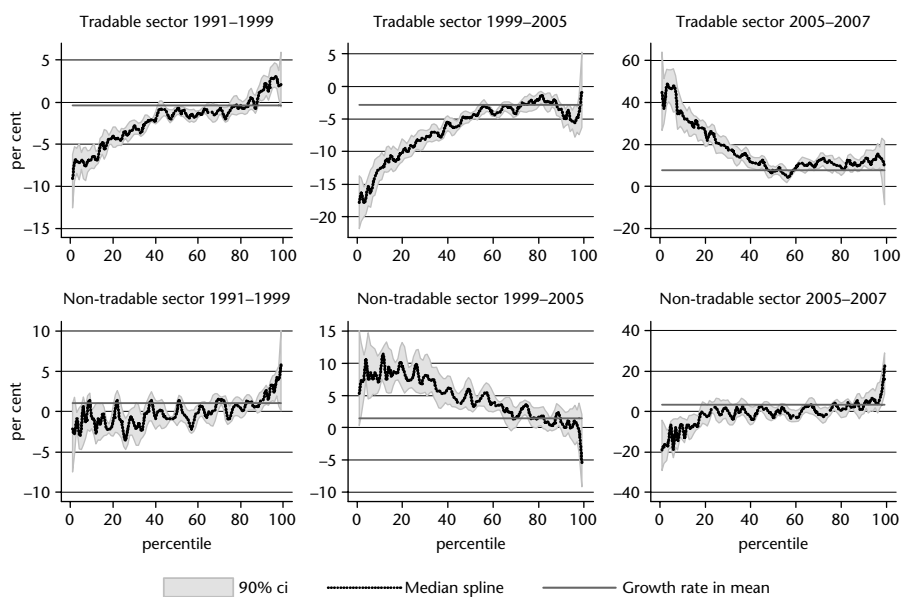 Tradable sector 1991–1999
Tradable sector 1999–2005
Tradable sector 2005–2007
per cent
5
0
−5
−10
−15
0 20 40 60 80 100
5
0
−5
−10
−15
−20
0 20 40 60 80 100
60
40
20
0
−20
0 20 40 60 80 100
Non-tradable sector 1991–1999
Non-tradable sector 1999–2005
Non-tradable sector 2005–2007
per cent
10
5
0
−5
−10
0 20 40 60 80 100
percentile
15
10
5
0
−5
−10
0 20 40 60 80 100
percentile
40
20
0
−20
−40
0 20 40 60 80 100
percentile
90% ci
Median spline
Growth rate in mean